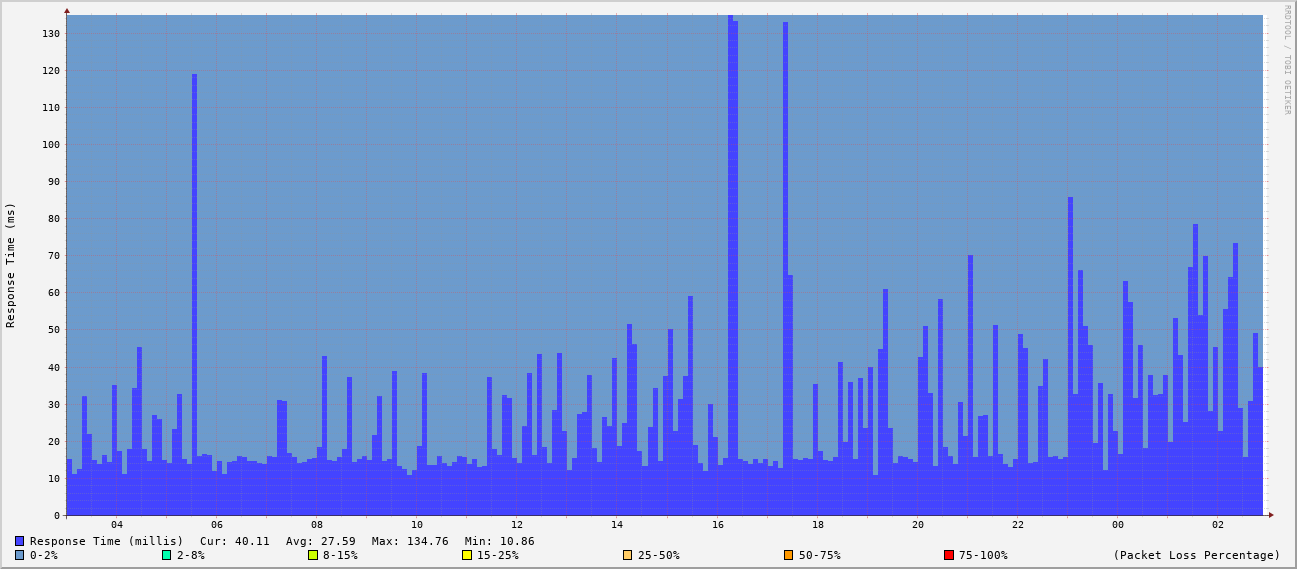 RRDTOOL / TOBI OETIKER
Response Time (ms)
130
120
110
100
90
80
70
60
50
40
30
20
10
0
04 06 08 10 12 14 16 18 20 22 00 02
Response Time (millis) Cur: 40.11 Avg: 27.59 Max: 134.76 Min: 10.86
0-2% 2-8% 8-15% 15-25% 25-50% 50-75% 75-100% (Packet Loss Percentage)